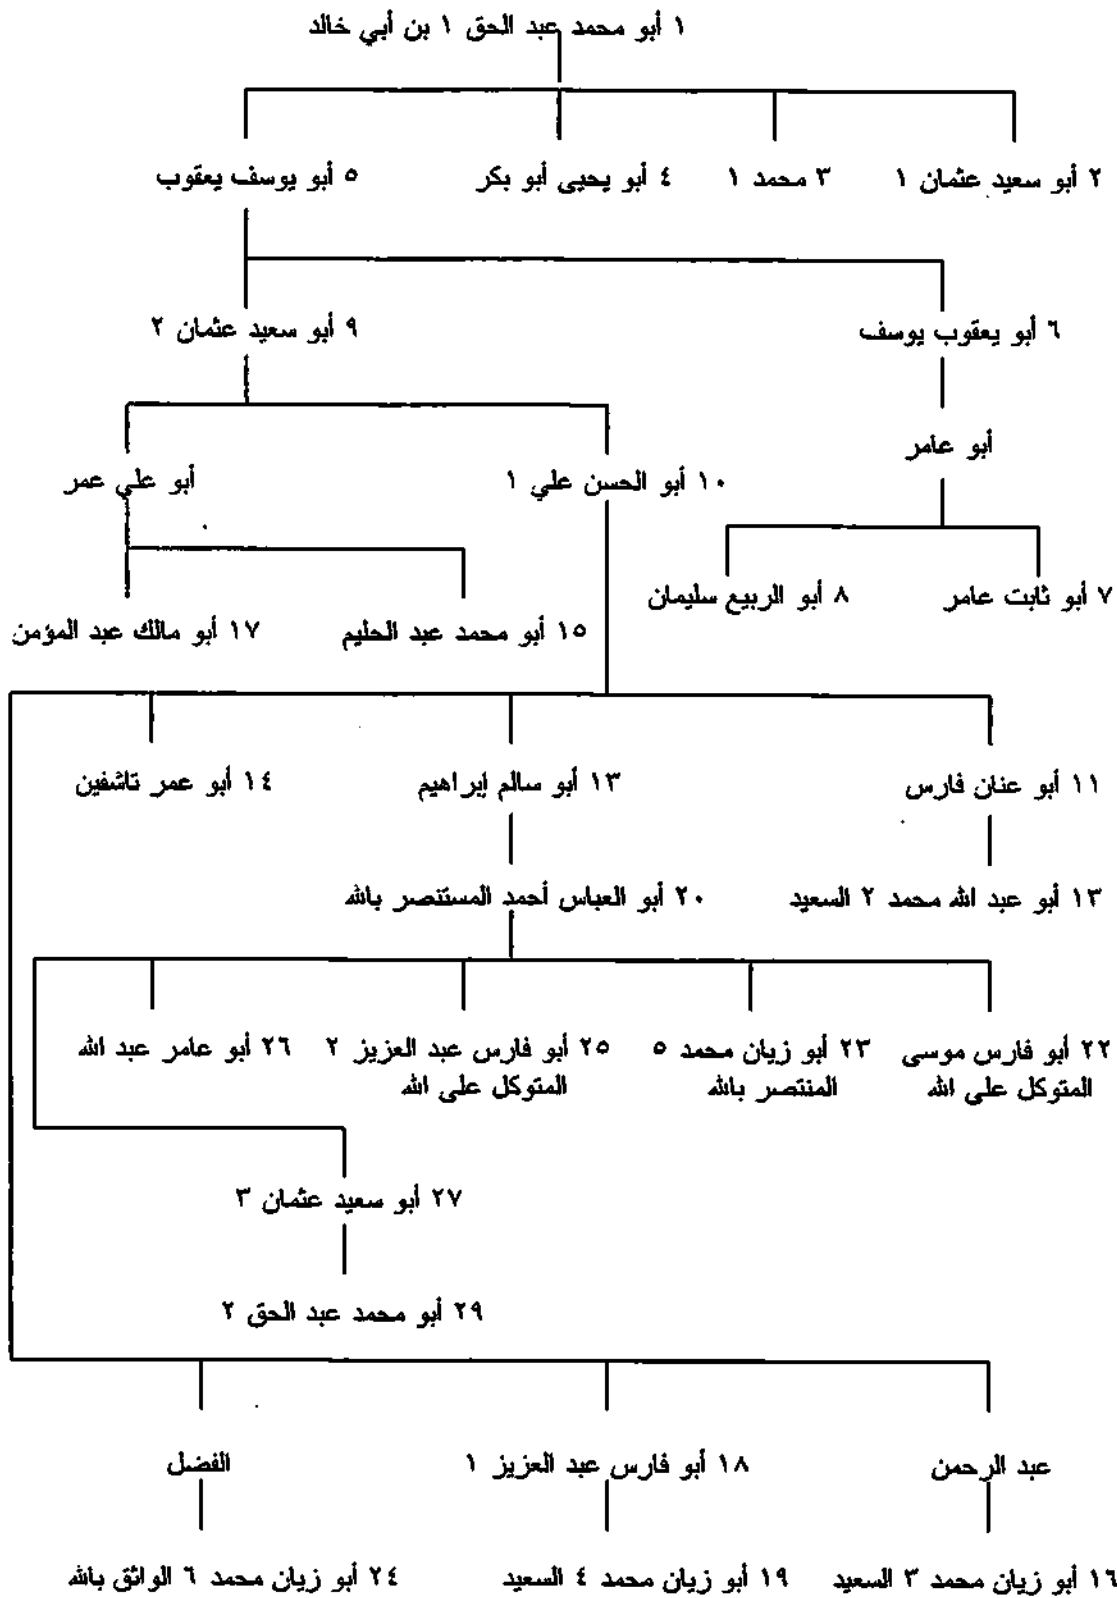 ١ أبو محمد عبد الحق ١ بن أبي خالد
٢ أبو سعيد عثمان ١
٣ محمد ١
٤ أبو يحيى أبو بكر
٥ أبو يوسف يعقوب
٦ أبو يعقوب يوسف
٩ أبو سعيد عثمان ٢
أبو عامر
١٠ أبو الحسن علي ١
أبو علي عمر
٧ أبو ثابت عامر
٨ أبو الربيع سليمان
١٥ أبو محمد عبد الحليم
١٧ أبو مالك عبد المؤمن
١١ أبو عنان فارس
١٣ أبو سالم إبراهيم
١٤ أبو عمر تاشفين
١٣ أبو عبد الله محمد ٢ السعيد
٢٠ أبو العباس أحمد المستنصر بالله
٢٢ أبو فارس موسى
المتوكل على الله
٢٣ أبو زيان محمد ٥
المنتصر بالله
٢٥ أبو فارس عبد العزيز ٢
المتوكل على الله
٢٦ أبو عامر عبد الله
٢٧ أبو سعيد عثمان ٣
٢٩ أبو محمد عبد الحق ٢
عبد الرحمن
١٨ أبو فارس عبد العزيز ١
الفضل
١٦ أبو زيان محمد ٣ السعيد
١٩ أبو زيان محمد ٤ السعيد
٢٤ أبو زيان محمد ٦ الواثق بالله